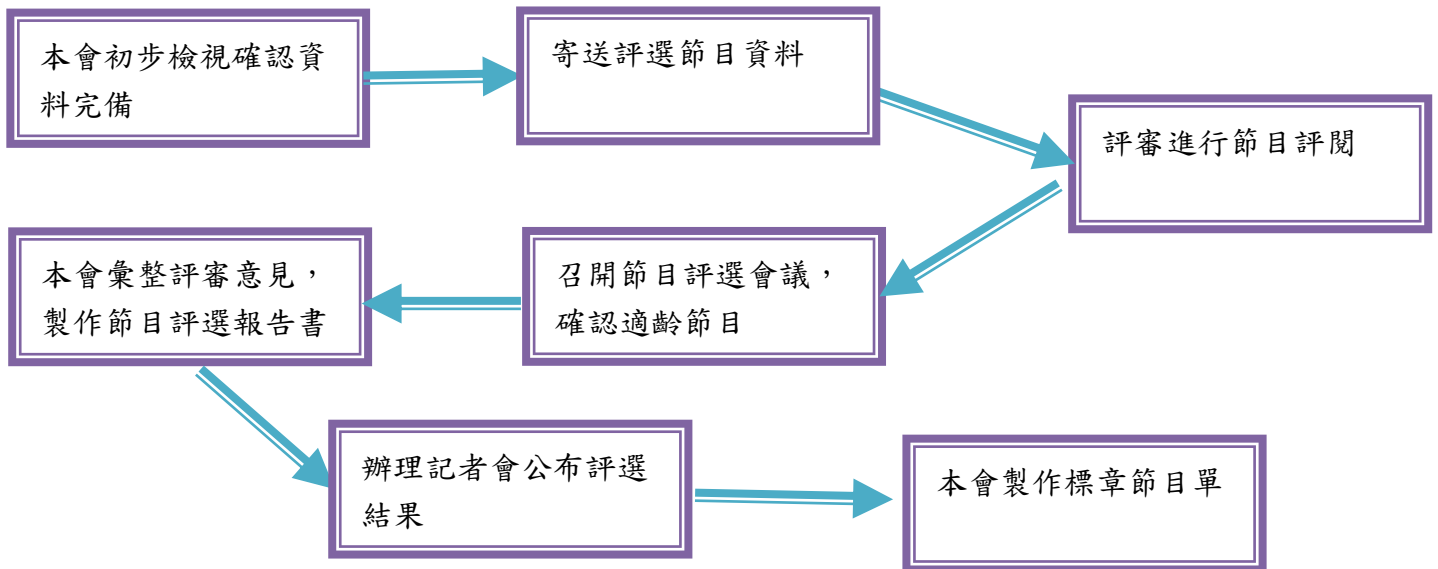 本會初步檢視確認資
料完備
寄送評選節目資料
評審進行節目評閱
召開節目評選會議，
確認適齡節目
本會彙整評審意見，
製作節目評選報告書
辦理記者會公布評選
結果
本會製作標章節目單